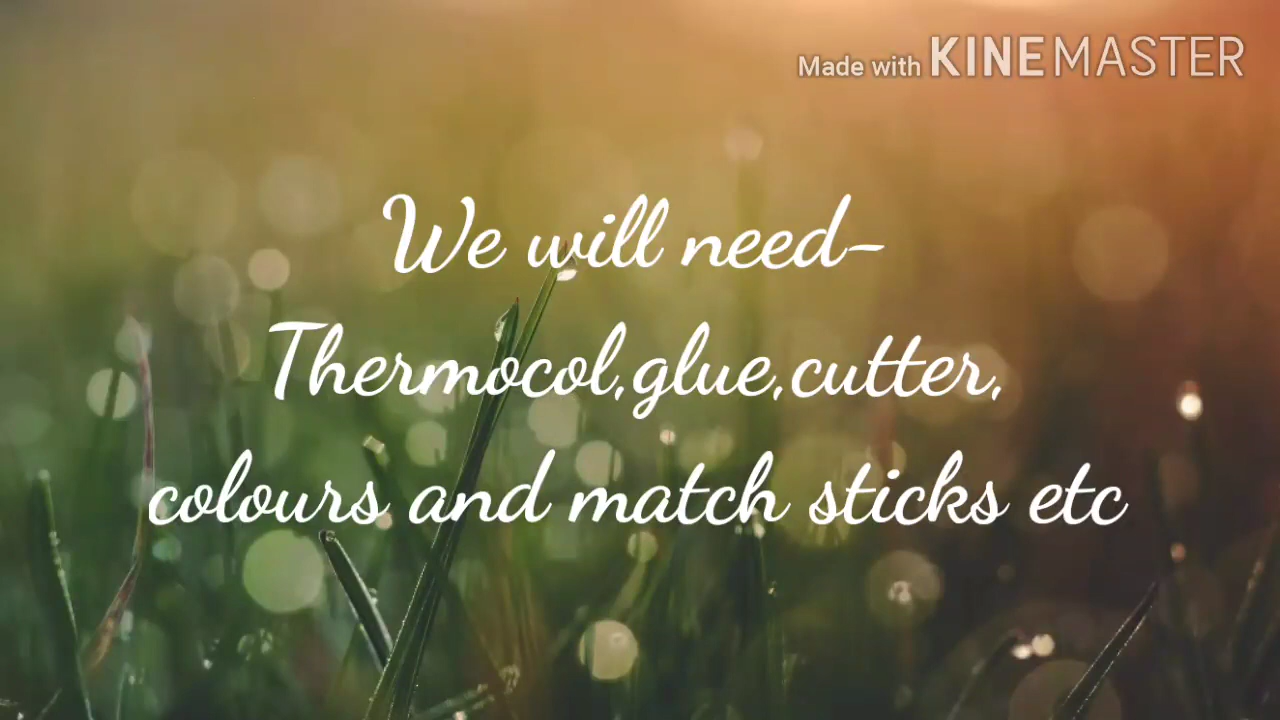 Made with KINEMASTER
We will need-
Thermocol,glue,cutter,
colours and match sticks etc